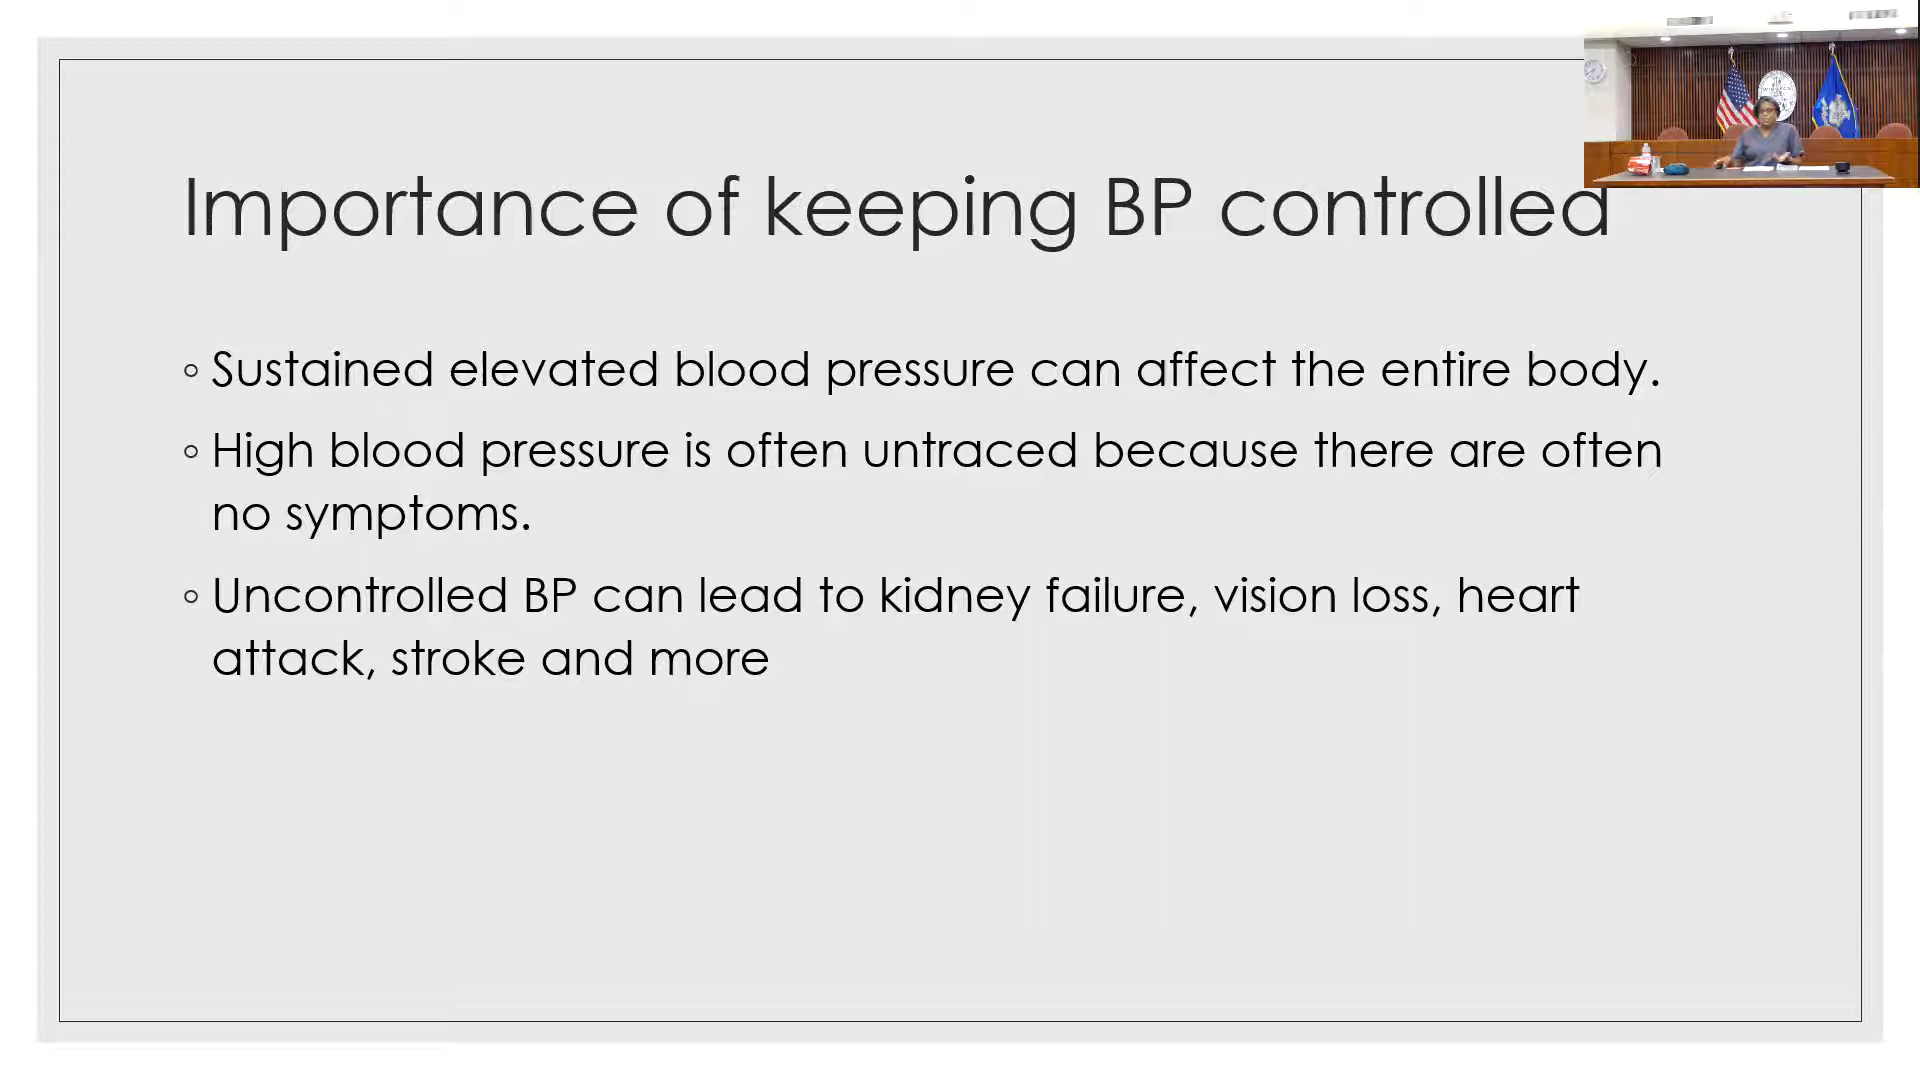 Importance of keeping BP controlled
◦ Sustained elevated blood pressure can affect the entire body.
◦ High blood pressure is often untraced because there are often
no symptoms.
◦ Uncontrolled BP can lead to kidney failure, vision loss, heart
attack, stroke and more